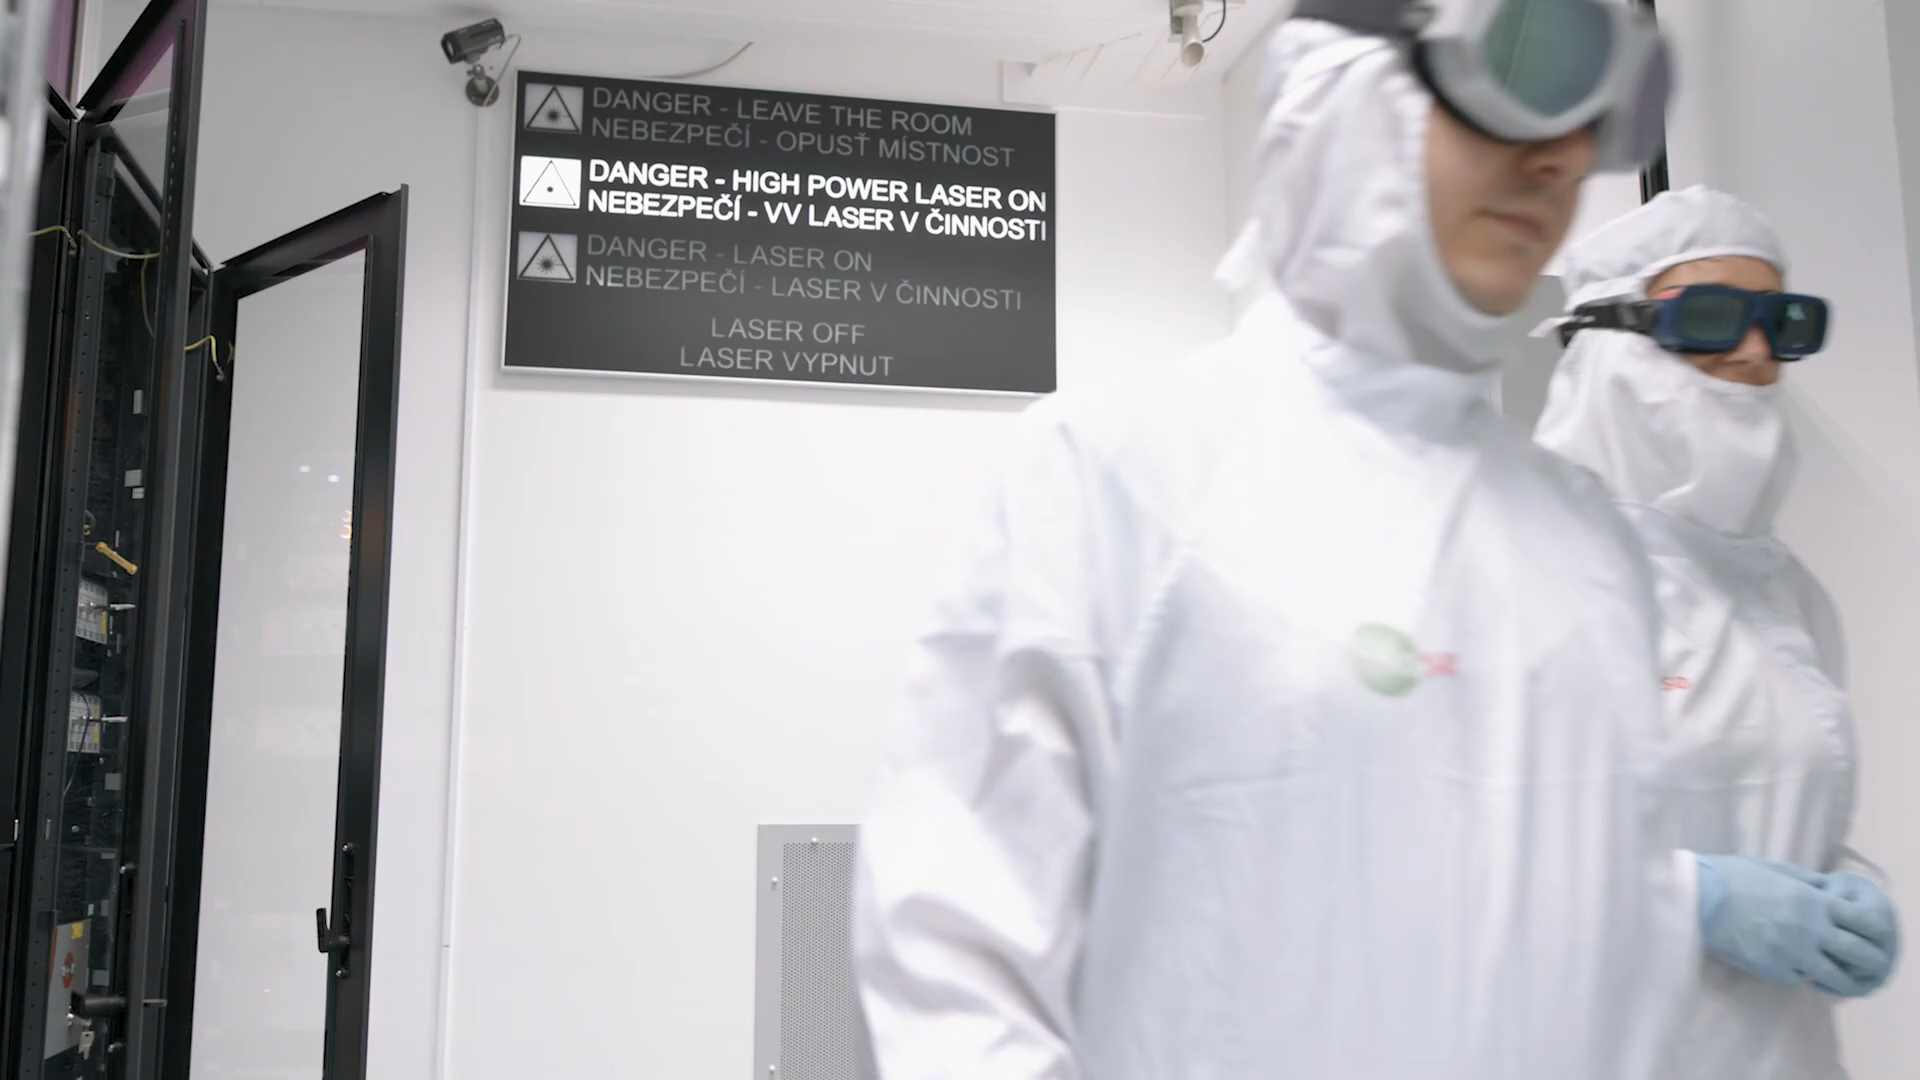 DANGER - LEAVE THE ROOM
NEBEZPEČÍ - OPUSŤ MÍSTNOST
DANGER - HIGH POWER LASER ON
NEBEZPEČÍ - VV LASER V ČINNOSTI
DANGER - LASER ON
NEBEZPEČÍ - LASER V ČINNOSTI
LASER OFF
LASER VYPNUT